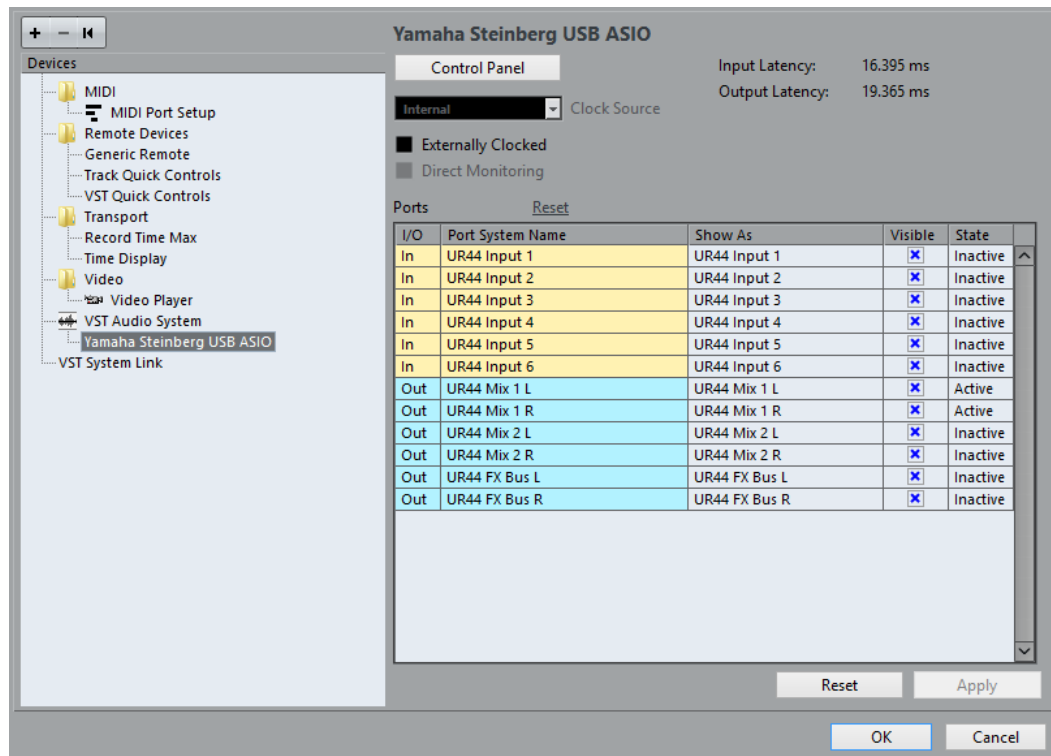 + −
Devices
MIDI
MIDI Port Setup
Remote Devices
Generic Remote
Track Quick Controls
VST Quick Controls
Transport
Record Time Max
Time Display
Video
Video Player
VST Audio System
Yamaha Steinberg USB ASIO
VST System Link
Yamaha Steinberg USB ASIO
Control Panel
Input Latency: 16.395 ms
Output Latency: 19.365 ms
Internal Clock Source
Externally Clocked
Direct Monitoring
Ports Reset
I/O Port System Name Show As Visible State
In UR44 Input 1 UR44 Input 1 Inactive
In UR44 Input 2 UR44 Input 2 Inactive
In UR44 Input 3 UR44 Input 3 Inactive
In UR44 Input 4 UR44 Input 4 Inactive
In UR44 Input 5 UR44 Input 5 Inactive
In UR44 Input 6 UR44 Input 6 Inactive
Out UR44 Mix 1 L UR44 Mix 1 L Active
Out UR44 Mix 1 R UR44 Mix 1 R Active
Out UR44 Mix 2 L UR44 Mix 2 L Inactive
Out UR44 Mix 2 R UR44 Mix 2 R Inactive
Out UR44 FX Bus L UR44 FX Bus L Inactive
Out UR44 FX Bus R UR44 FX Bus R Inactive
Reset Apply
OK Cancel